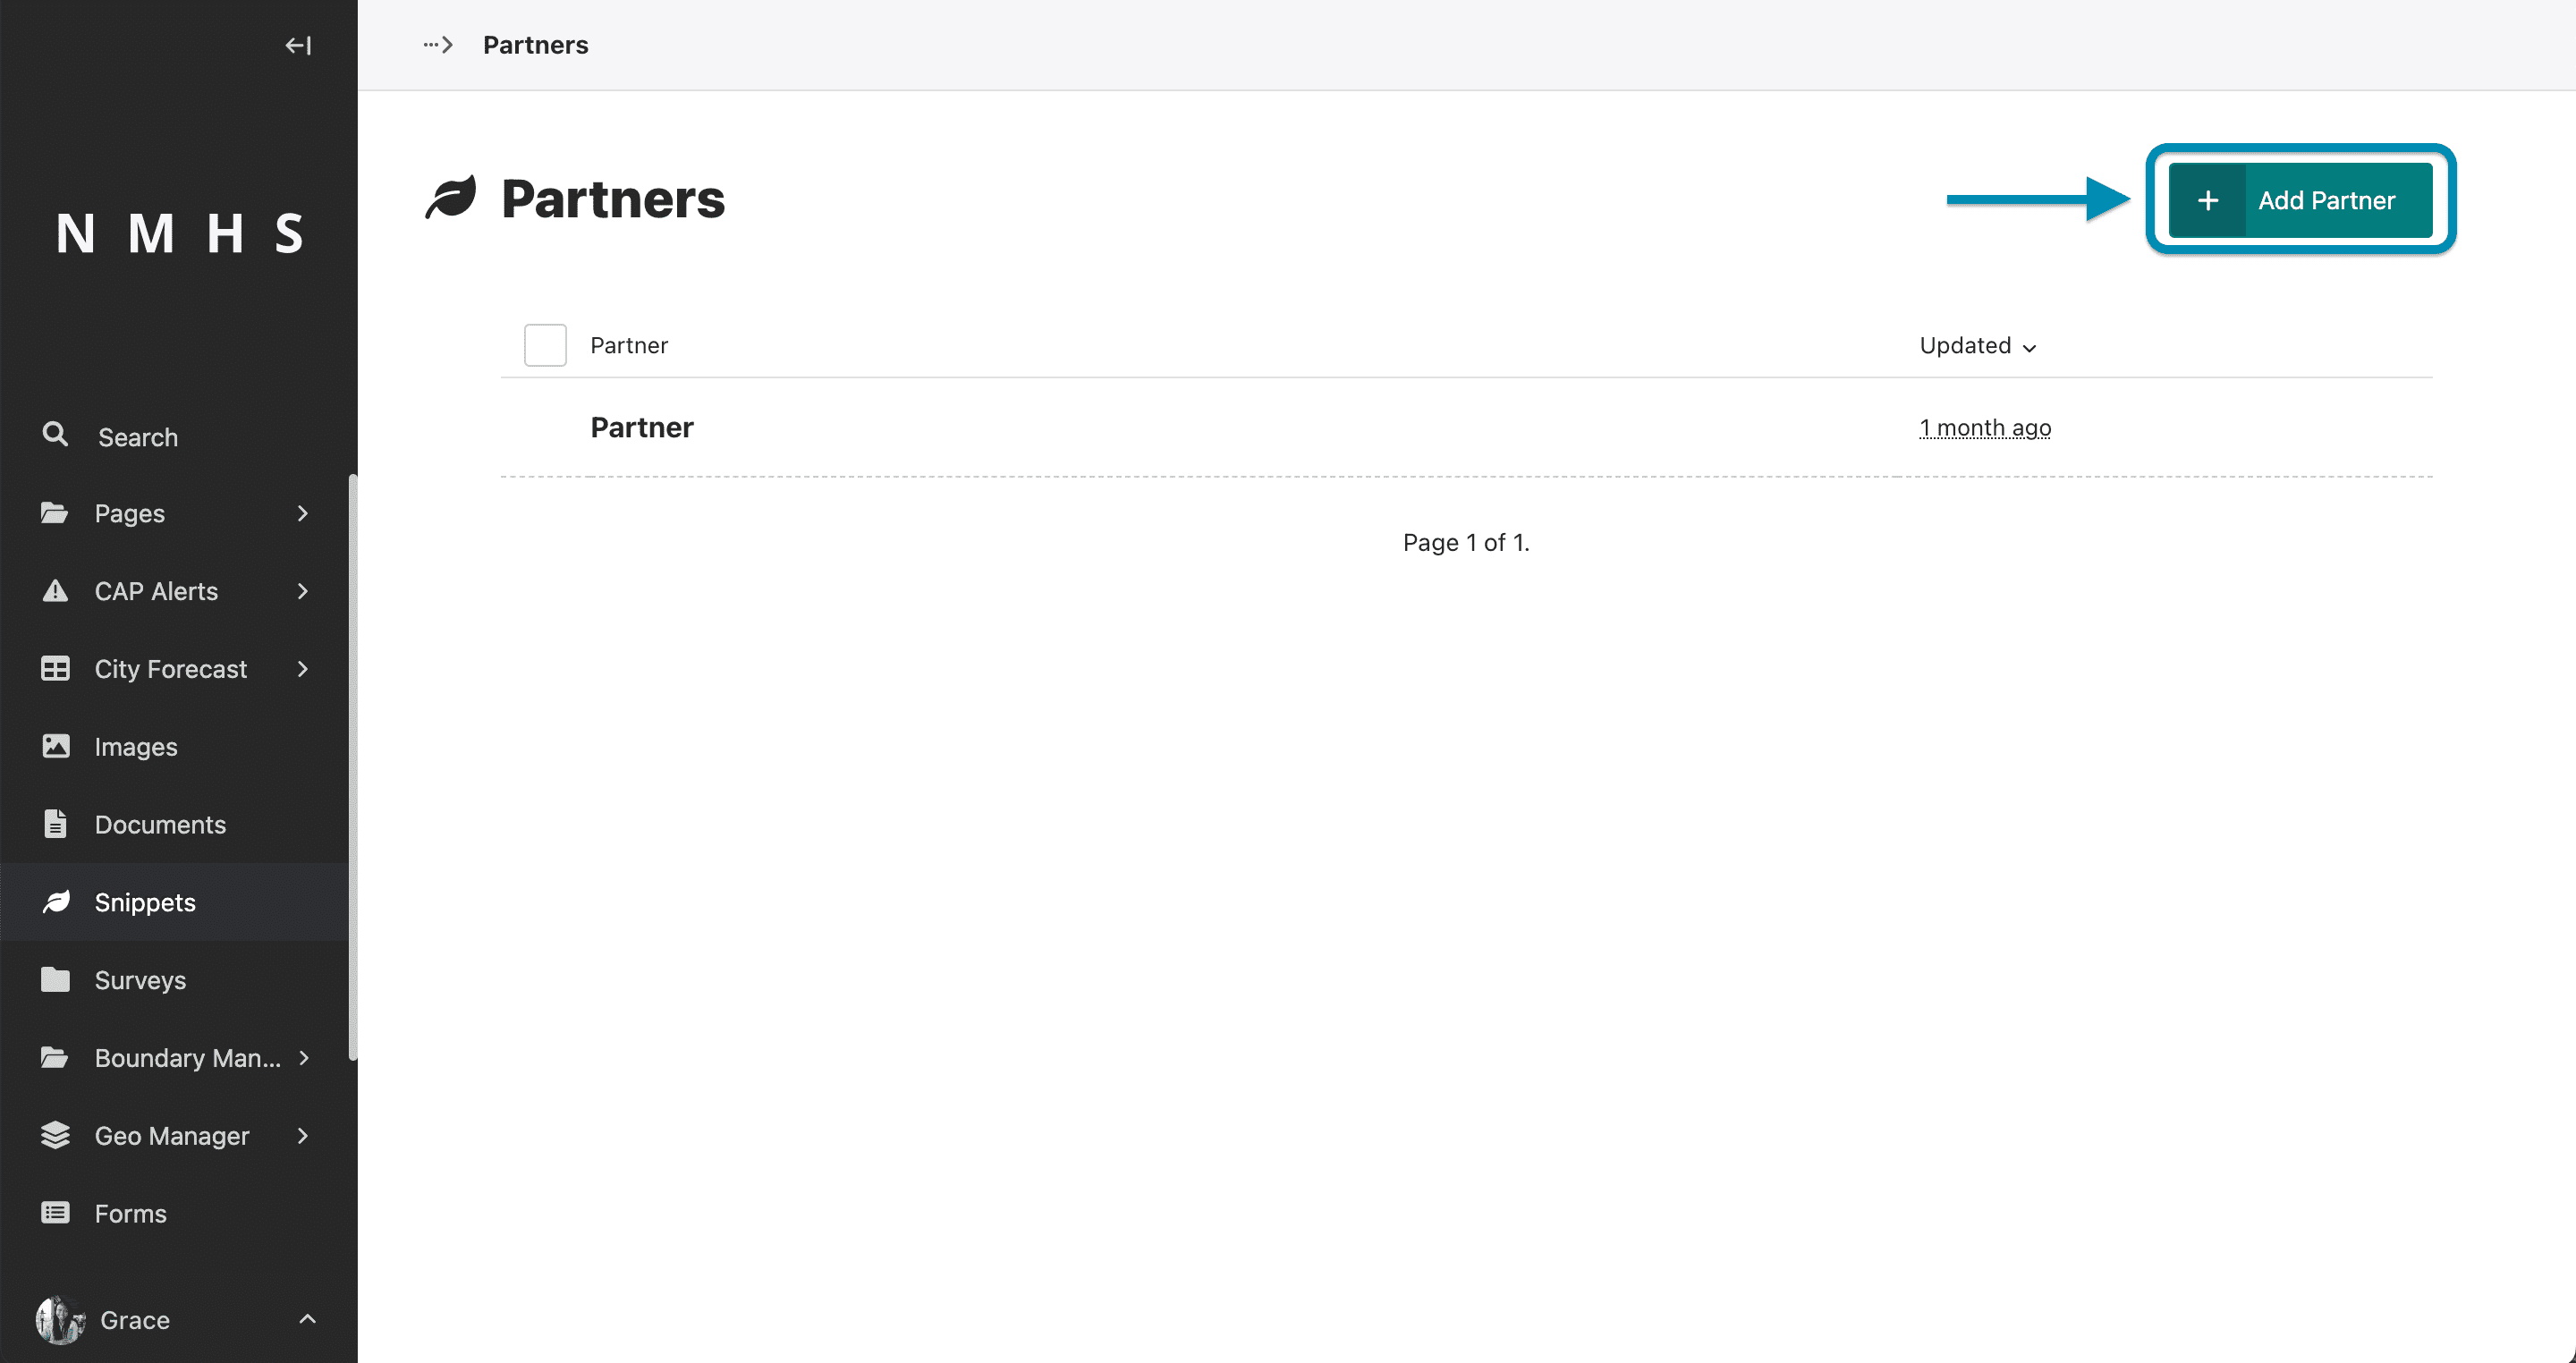 N M H S
Search
Pages
CAP Alerts
City Forecast
Images
Documents
Snippets
Surveys
Boundary Man...
Geo Manager
Forms
Grace
Partners
Partners
+ Add Partner
Partner Updated
Partner 1 month ago
Page 1 of 1.